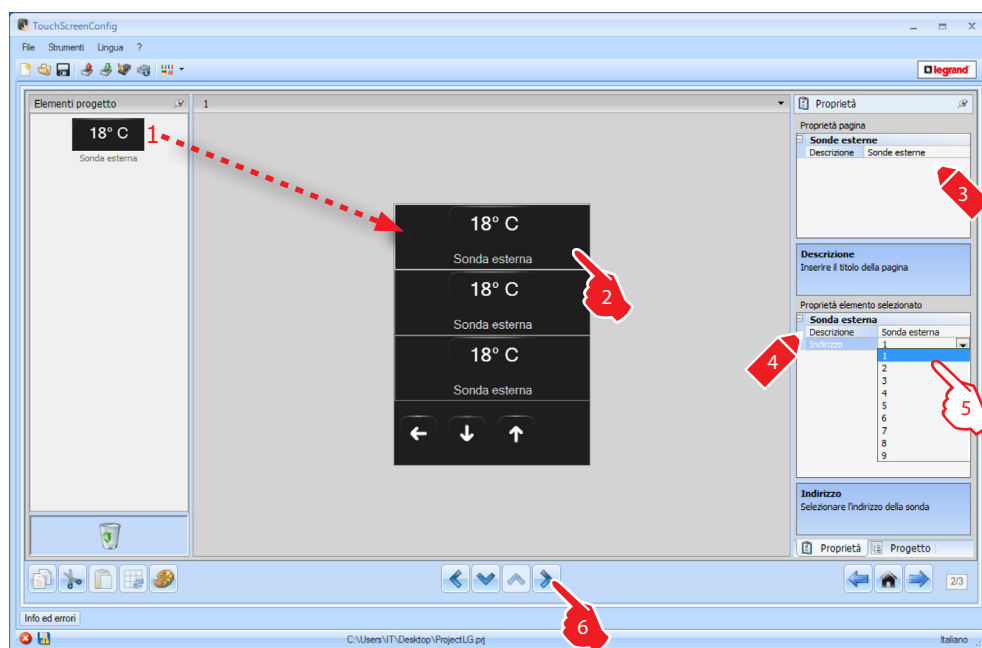 TouchScreenConfig
File Strumenti Lingua ?
legrand
Elementi progetto
1
Proprietà
18° C
1
Sonda esterna
Proprietà pagina
Sonde esterne
Descrizione Sonde esterne
3
18° C
Sonda esterna
2
18° C
Sonda esterna
18° C
Sonda esterna
Descrizione
Inserire il titolo della pagina
Proprietà elemento selezionato
Sonda esterna
Descrizione Sonda esterna
Indirizzo 1
4
1
2
3
4
5
6
7
8
9
5
Indirizzo
Selezionare l'indirizzo della sonda
Proprietà Progetto
2/3
6
Info ed errori
C:\Users\IT\Desktop\ProjectLG.prj
Italiano